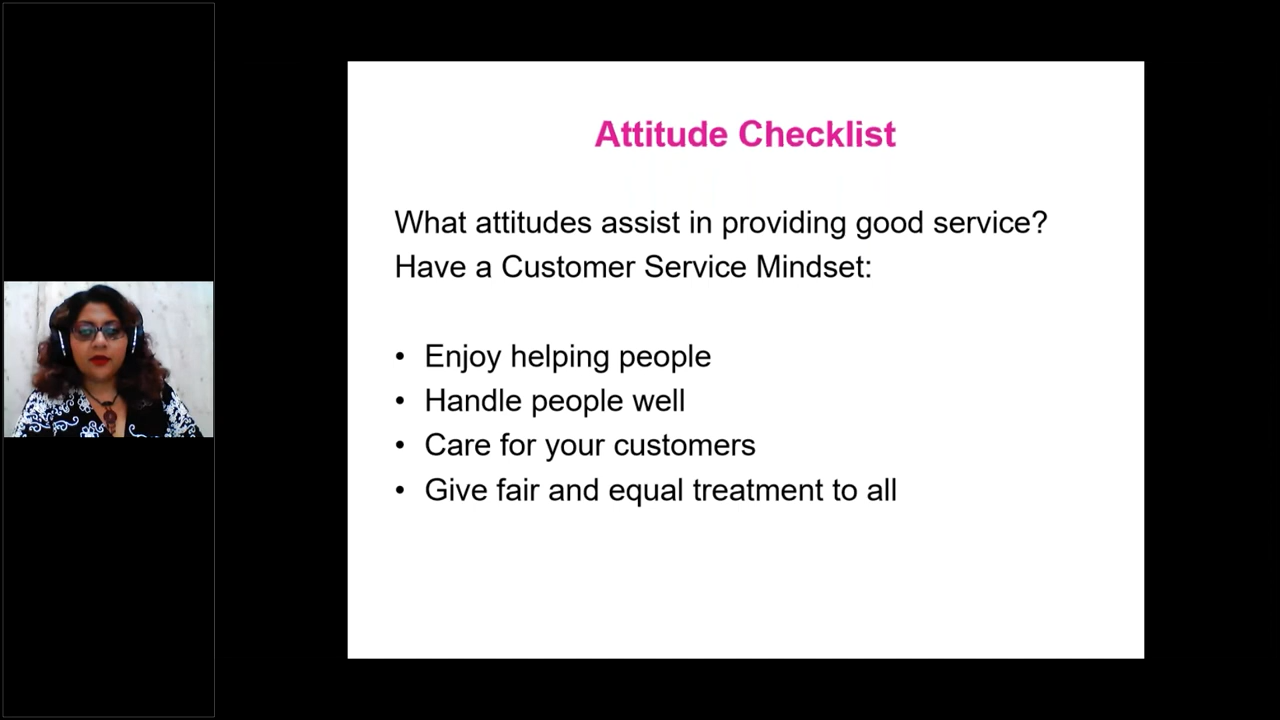 Attitude Checklist
What attitudes assist in providing good service?
Have a Customer Service Mindset:
• Enjoy helping people
• Handle people well
• Care for your customers
• Give fair and equal treatment to all